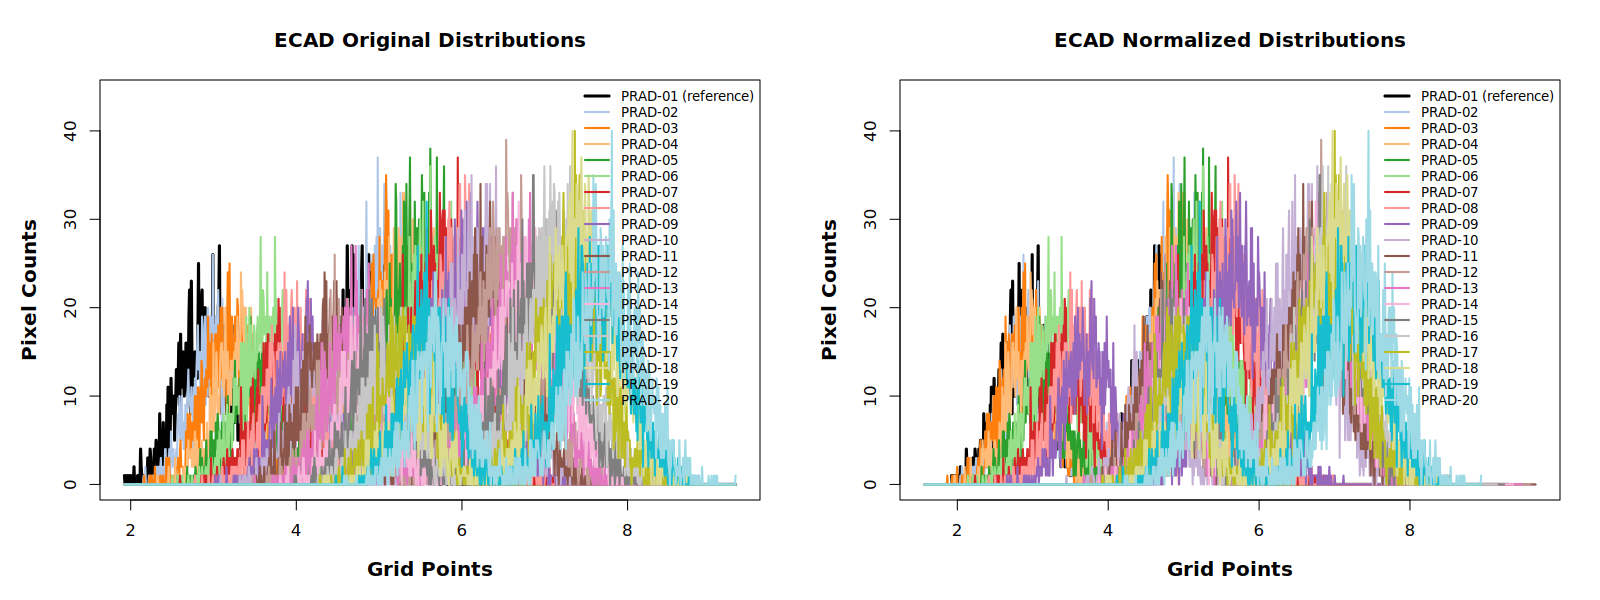 ECAD Original Distributions
Pixel Counts
40
30
20
10
0
2 4 6 8
Grid Points
PRAD-01 (reference)
PRAD-02
PRAD-03
PRAD-04
PRAD-05
PRAD-06
PRAD-07
PRAD-08
PRAD-09
PRAD-10
PRAD-11
PRAD-12
PRAD-13
PRAD-14
PRAD-15
PRAD-16
PRAD-17
PRAD-18
PRAD-19
PRAD-20
ECAD Normalized Distributions
Pixel Counts
40
30
20
10
0
2 4 6 8
Grid Points
PRAD-01 (reference)
PRAD-02
PRAD-03
PRAD-04
PRAD-05
PRAD-06
PRAD-07
PRAD-08
PRAD-09
PRAD-10
PRAD-11
PRAD-12
PRAD-13
PRAD-14
PRAD-15
PRAD-16
PRAD-17
PRAD-18
PRAD-19
PRAD-20